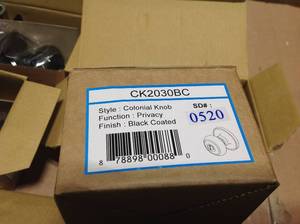 CK2030BC
Style : Colonial Knob
Function : Privacy
Finish : Black Coated
SD# :
0520
8 78898 00088 0